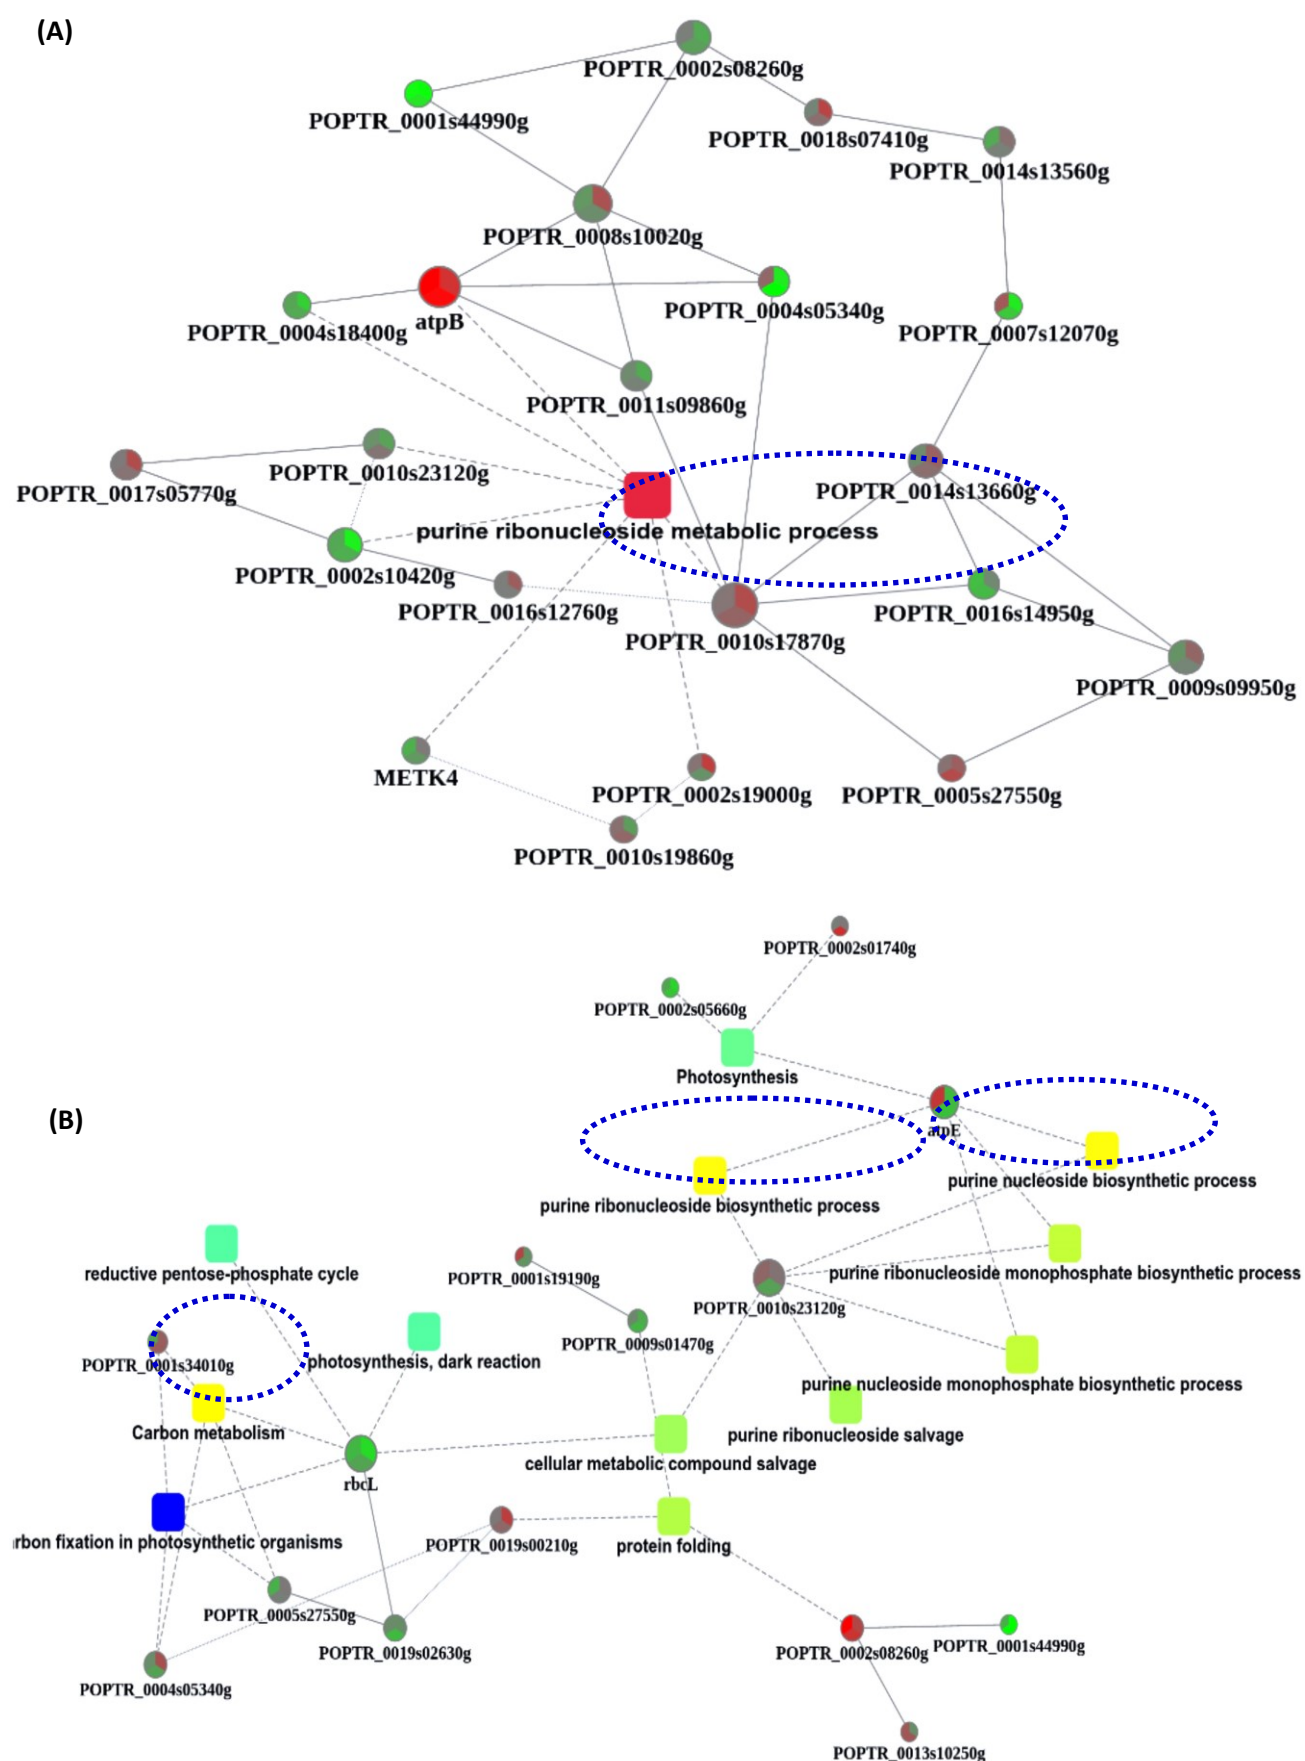 (A)
POPTR_0002s08260g
POPTR_0001s44990g
POPTR_0018s07410g
POPTR_0014s13560g
POPTR_0008s10020g
POPTR_0004s05340g
POPTR_0004s18400g
atpB
POPTR_0007s12070g
POPTR_0011s09860g
POPTR_0010s23120g
POPTR_0017s05770g
POPTR_0014s13660g
purine ribonucleoside metabolic process
POPTR_0002s10420g
POPTR_0016s12760g
POPTR_0016s14950g
POPTR_0010s17870g
POPTR_0009s09950g
METK4
POPTR_0002s19000g
POPTR_0005s27550g
POPTR_0010s19860g
POPTR_0002s01740g
POPTR_0002s05660g
Photosynthesis
(B)
atpE
purine nucleoside biosynthetic process
purine ribonucleoside biosynthetic process
reductive pentose-phosphate cycle
POPTR_0001s19190g
purine ribonucleoside monophosphate biosynthetic process
POPTR_0010s23120g
POPTR_0009s01470g
POPTR_0001s34010g
photosynthesis, dark reaction
purine nucleoside monophosphate biosynthetic process
Carbon metabolism
purine ribonucleoside salvage
cellular metabolic compound salvage
rbcL
rbon fixation in photosynthetic organisms
POPTR_0019s00210g
protein folding
POPTR_0005s27550g
POPTR_0019s02630g
POPTR_0002s08260g
POPTR_0001s44990g
POPTR_0004s05340g
POPTR_0013s10250g